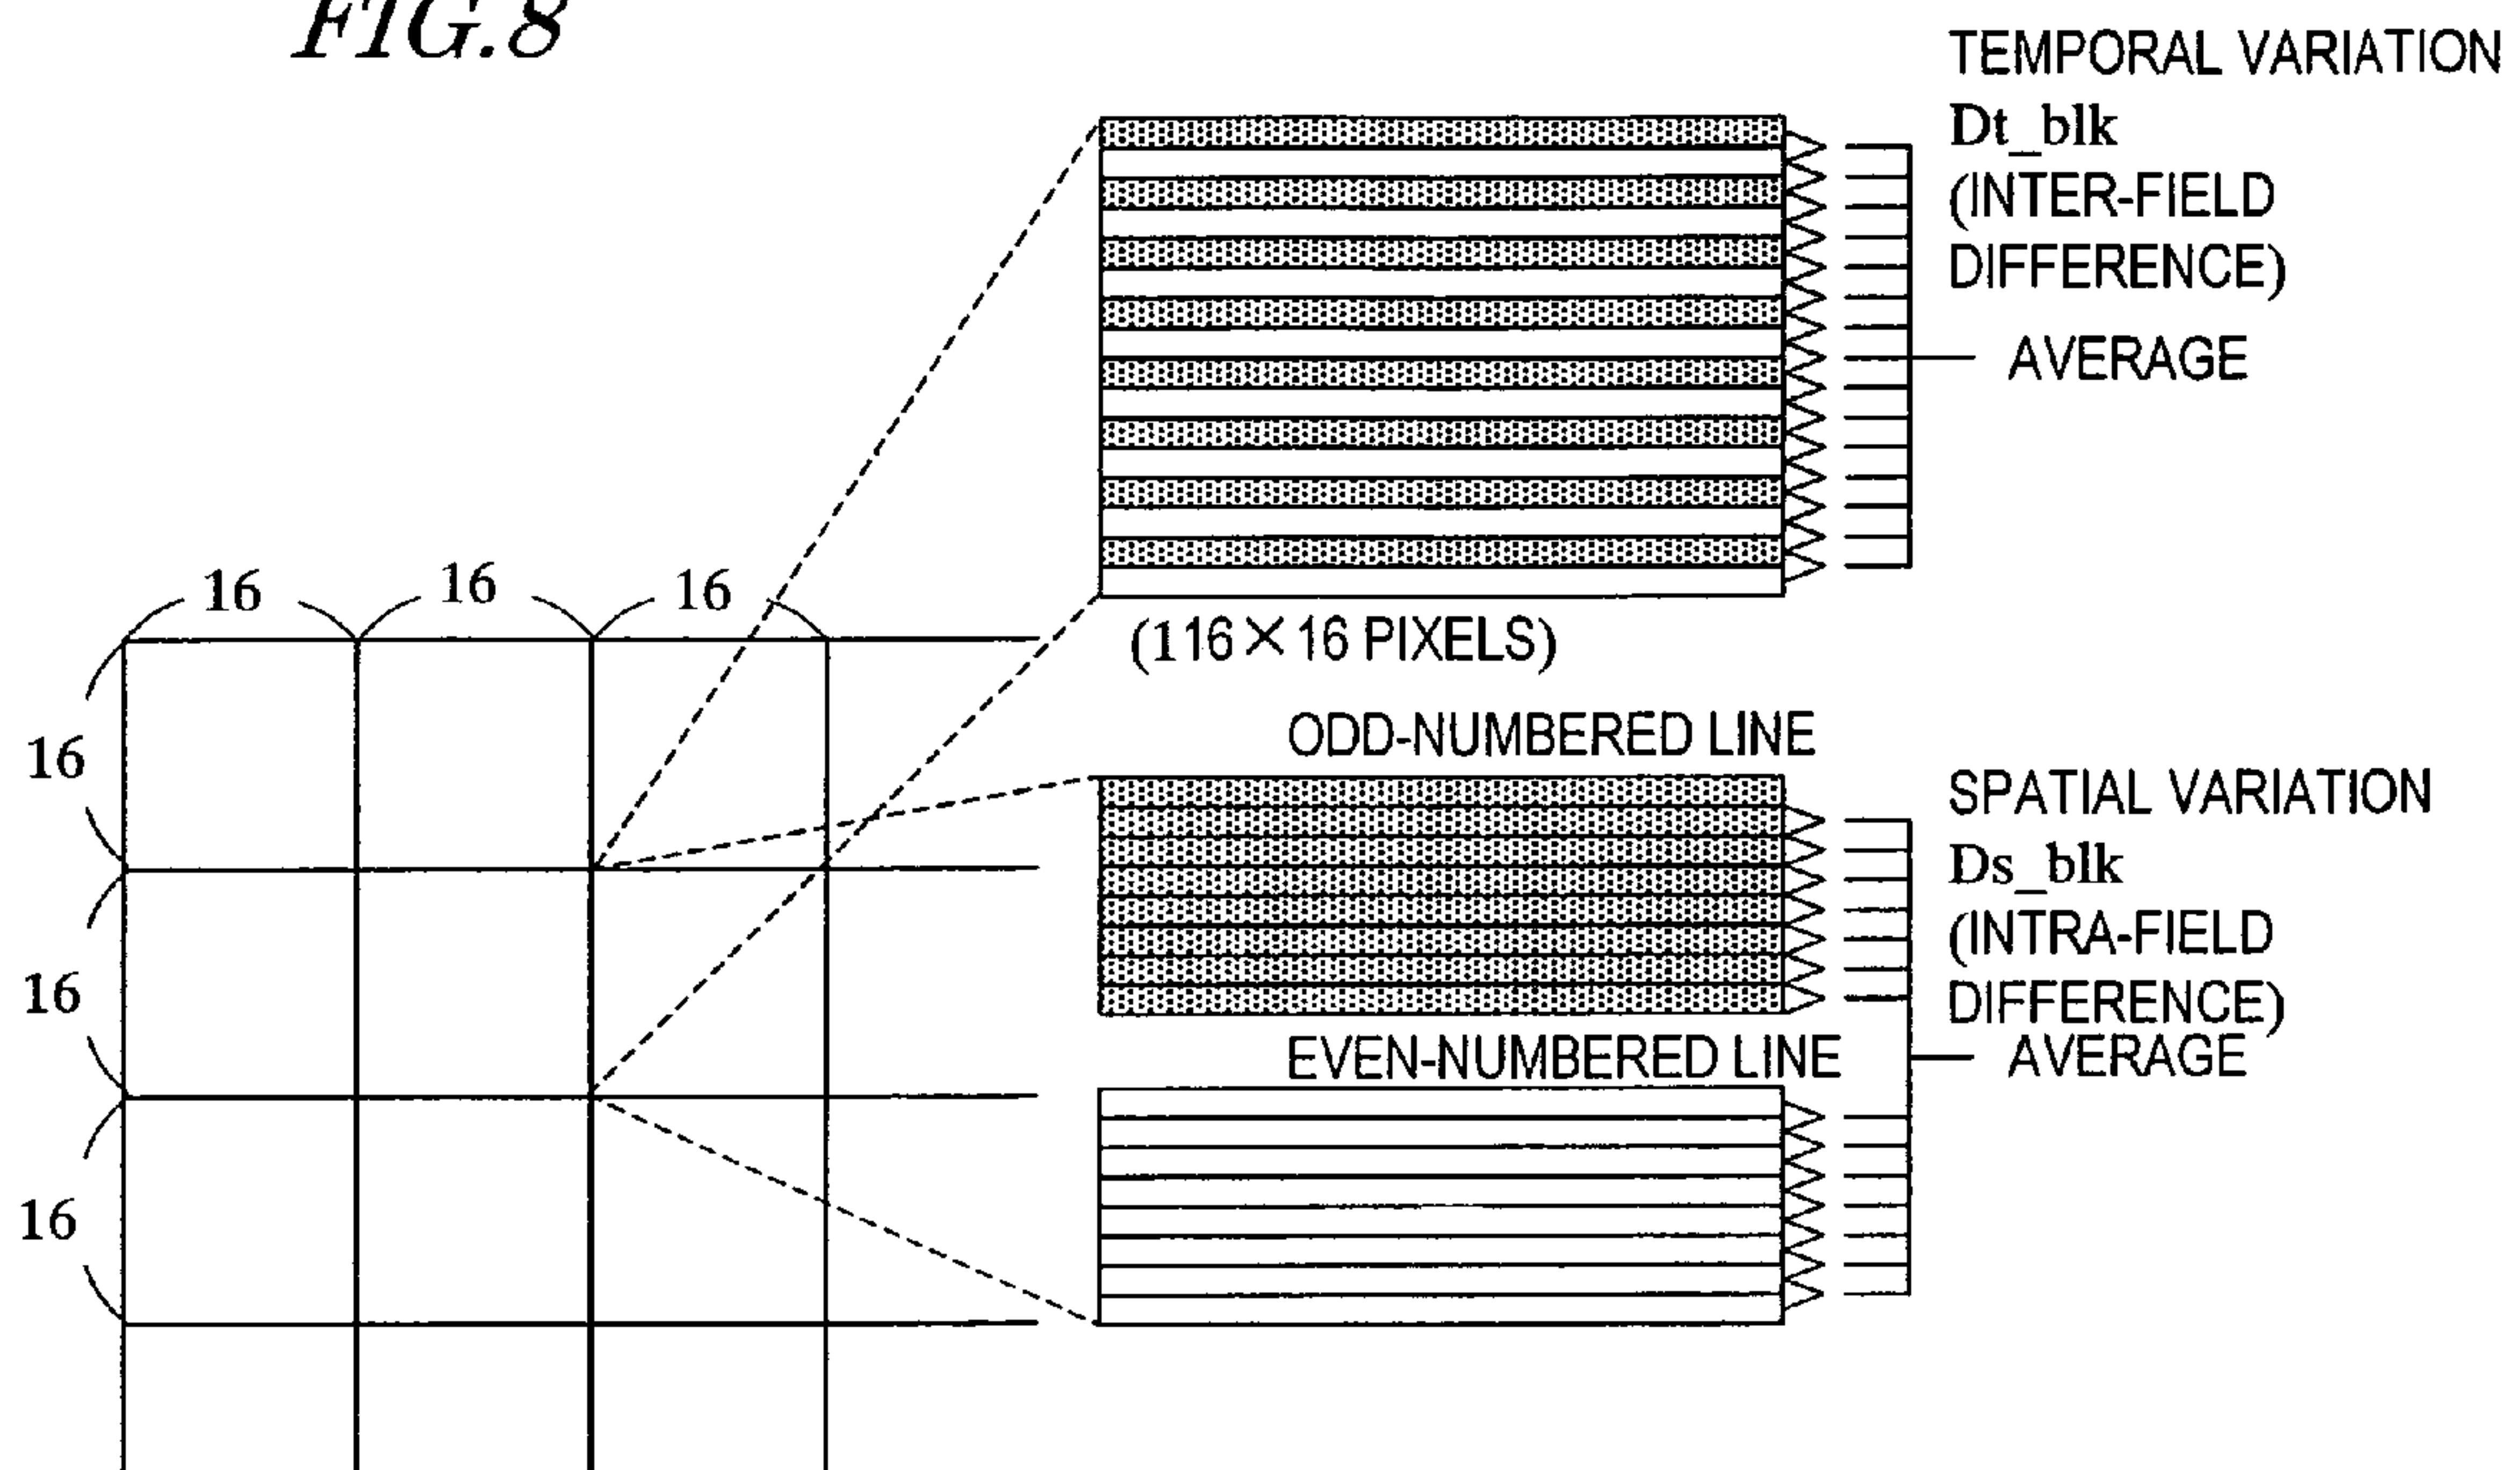 FIG.8
TEMPORAL VARIATION
Dt_blk
(INTER-FIELD
DIFFERENCE)
AVERAGE
16 16 16
(116×16 PIXELS)
16
16
16
ODD-NUMBERED LINE
SPATIAL VARIATION
Ds_blk
(INTRA-FIELD
DIFFERENCE)
AVERAGE
EVEN-NUMBERED LINE